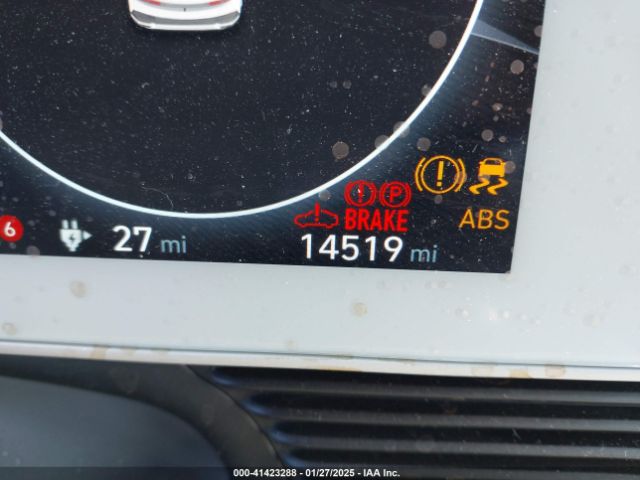 P
BRAKE
ABS
6
27 mi
14519 mi
000-41423288 - 01/27/2025 - IAA Inc.